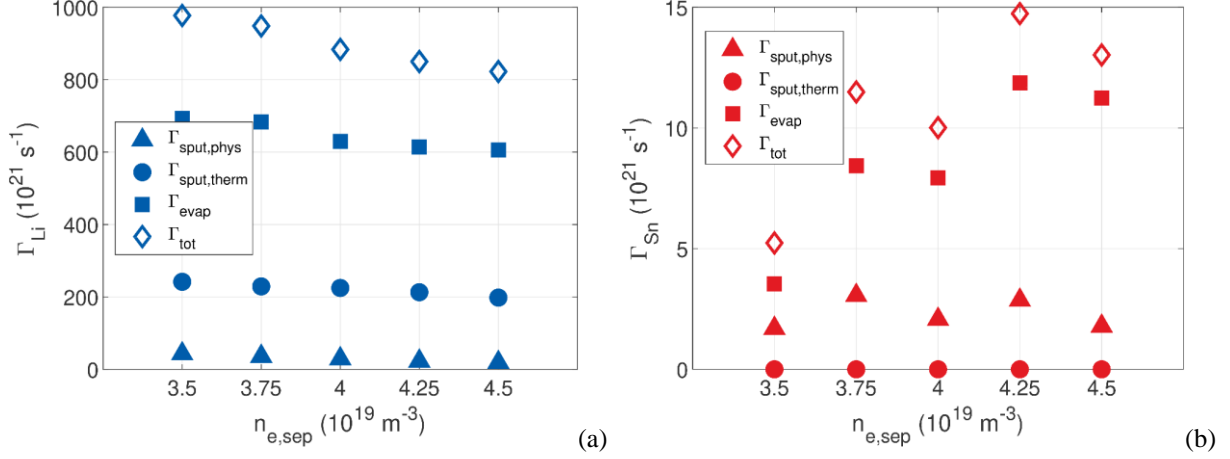 1000
800
600
400
200
0
Γ_Li (10^21 s^-1)
Γ_sput,phys
Γ_sput,therm
Γ_evap
Γ_tot
3.5 3.75 4 4.25 4.5
n_e,sep (10^19 m^-3)
(a)
15
10
5
0
Γ_Sn (10^21 s^-1)
Γ_sput,phys
Γ_sput,therm
Γ_evap
Γ_tot
3.5 3.75 4 4.25 4.5
n_e,sep (10^19 m^-3)
(b)